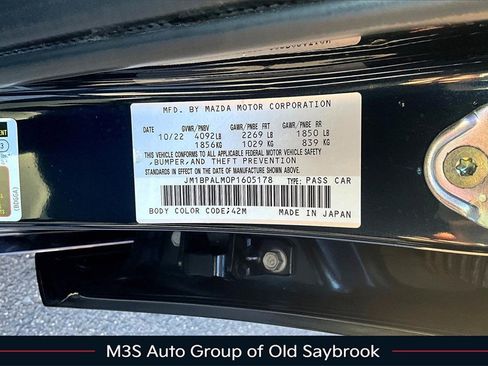 MFD. BY MAZDA MOTOR CORPORATION
GVWR/PNBV GAWR/PNBE FRT GAWR/PNBE RR
10/22 4092LB 2269 LB 1850 LB
1856KG 1029 KG 839 KG
THIS VEHICLE CONFORMS TO ALL APPLICABLE FEDERAL MOTOR VEHICLE SAFETY,
BUMPER, AND THEFT PREVENTION
STANDARDS IN EFFECT ON THE DATE OF MANUFACTURE SHOWN ABOVE.
JM1BPALM0P1605178 TYPE: PASS CAR
BODY COLOR CODE:42M MADE IN JAPAN
M3S Auto Group of Old Saybrook